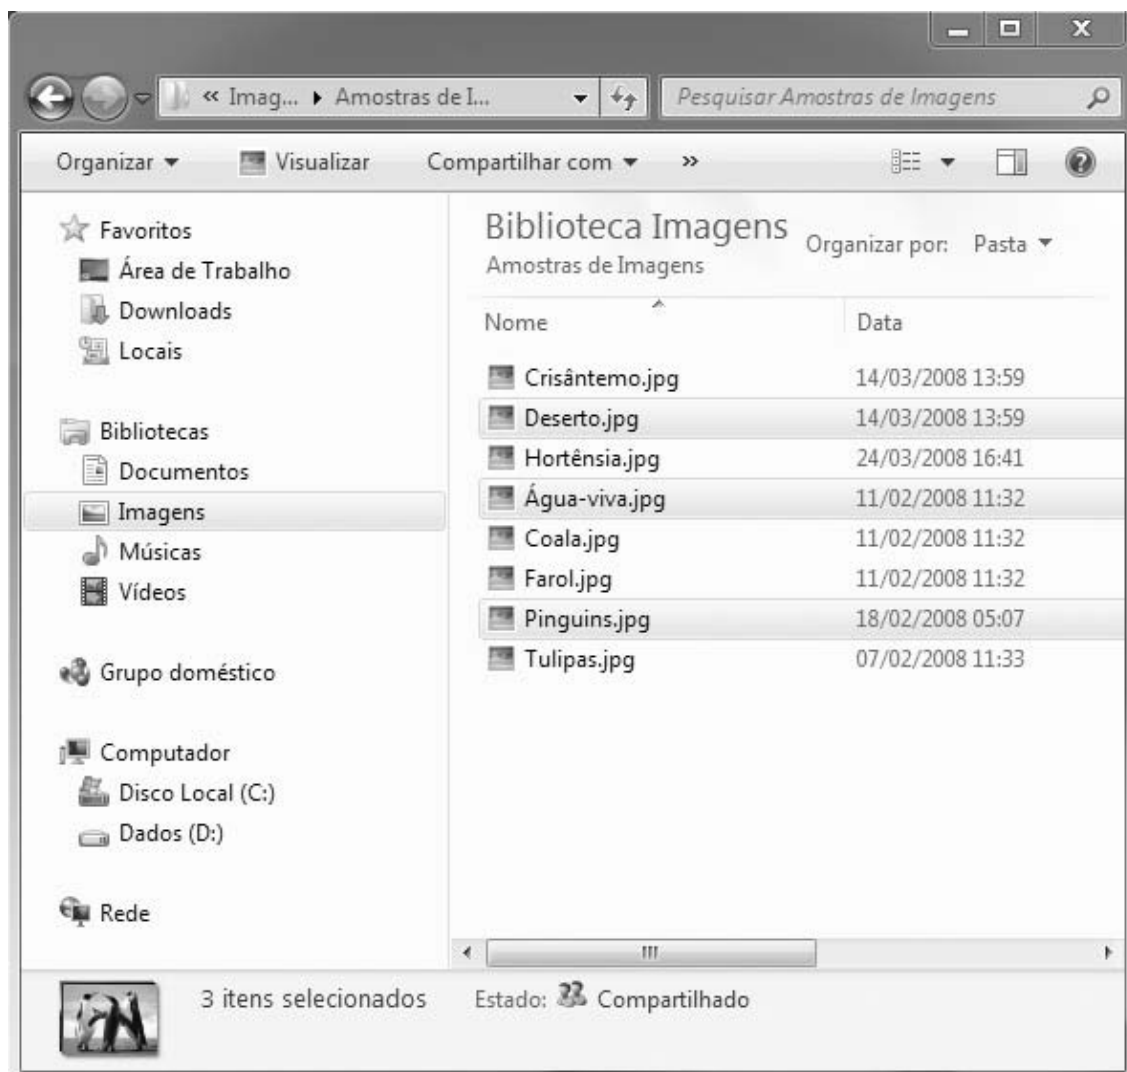 « Imag... ▸ Amostras de I... Pesquisar Amostras de Imagens
Organizar Visualizar Compartilhar com »
Favoritos
Área de Trabalho
Downloads
Locais
Bibliotecas
Documentos
Imagens
Músicas
Vídeos
Grupo doméstico
Computador
Disco Local (C:)
Dados (D:)
Rede
Biblioteca Imagens
Amostras de Imagens
Organizar por: Pasta
Nome Data
Crisântemo.jpg 14/03/2008 13:59
Deserto.jpg 14/03/2008 13:59
Hortênsia.jpg 24/03/2008 16:41
Água-viva.jpg 11/02/2008 11:32
Coala.jpg 11/02/2008 11:32
Farol.jpg 11/02/2008 11:32
Pinguins.jpg 18/02/2008 05:07
Tulipas.jpg 07/02/2008 11:33
3 itens selecionados Estado: Compartilhado